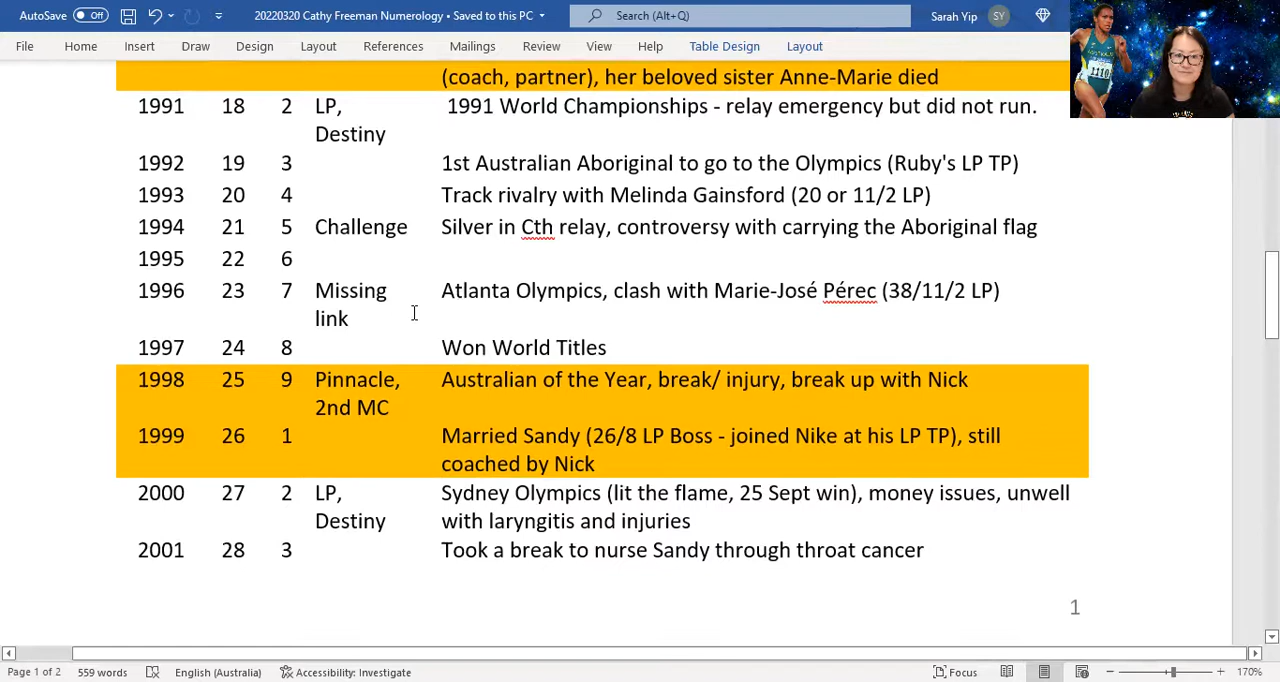 AutoSave Off 20220320 Cathy Freeman Numerology • Saved to this PC Search (Alt+Q) Sarah Yip SY
File Home Insert Draw Design Layout References Mailings Review View Help Table Design Layout
1110
(coach, partner), her beloved sister Anne-Marie died
1991 18 2 LP, 1991 World Championships - relay emergency but did not run.
Destiny
1992 19 3 1st Australian Aboriginal to go to the Olympics (Ruby's LP TP)
1993 20 4 Track rivalry with Melinda Gainsford (20 or 11/2 LP)
1994 21 5 Challenge Silver in Cth relay, controversy with carrying the Aboriginal flag
1995 22 6
1996 23 7 Missing Atlanta Olympics, clash with Marie-José Pérec (38/11/2 LP)
link
1997 24 8 Won World Titles
1998 25 9 Pinnacle, Australian of the Year, break/ injury, break up with Nick
2nd MC
1999 26 1 Married Sandy (26/8 LP Boss - joined Nike at his LP TP), still
coached by Nick
2000 27 2 LP, Sydney Olympics (lit the flame, 25 Sept win), money issues, unwell
Destiny with laryngitis and injuries
2001 28 3 Took a break to nurse Sandy through throat cancer
1
Page 1 of 2 559 words English (Australia) Accessibility: Investigate Focus 170%